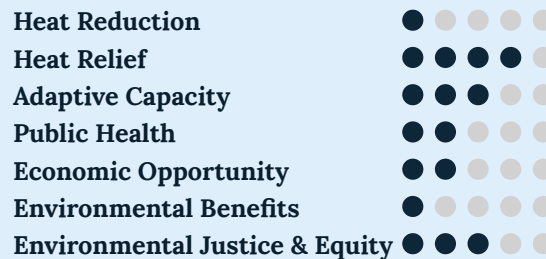 Heat Reduction
Heat Relief
Adaptive Capacity
Public Health
Economic Opportunity
Environmental Benefits
Environmental Justice & Equity